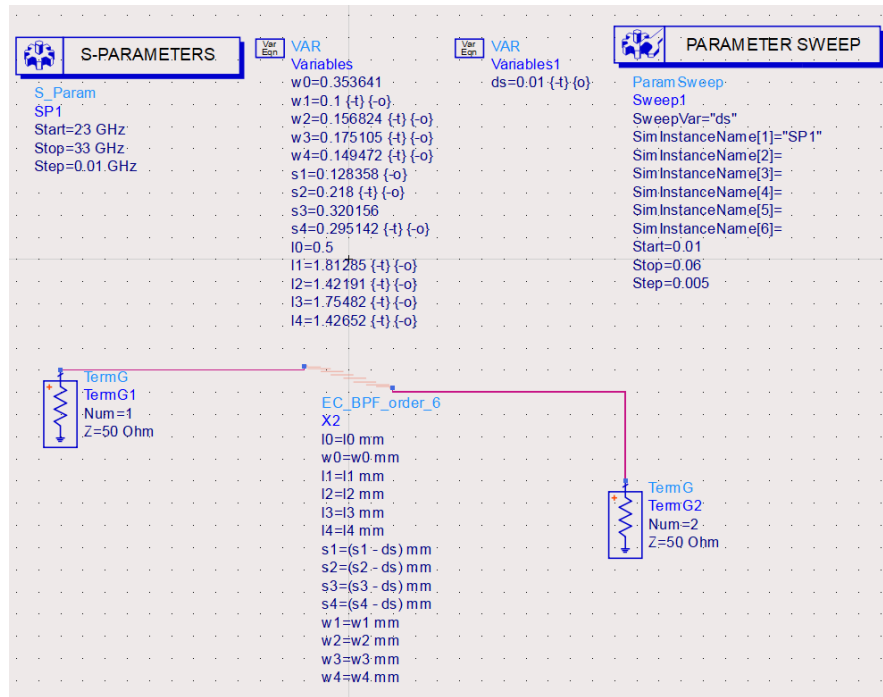 S-PARAMETERS
S_Param
SP1
Start=23 GHz
Stop=33 GHz
Step=0.01 GHz
Var
Eqn
VAR
Variables
w0=0.353641
w1=0.1 {-t} {-o}
w2=0.156824 {-t} {-o}
w3=0.175105 {-t} {-o}
w4=0.149472 {-t} {-o}
s1=0.128358 {-o}
s2=0.218 {-t} {-o}
s3=0.320156
s4=0.295142 {-t} {-o}
l0=0.5
l1=1.81285 {-t} {-o}
l2=1.42191 {-t} {-o}
l3=1.75482 {-t} {-o}
l4=1.42652 {-t} {-o}
Var
Eqn
VAR
Variables1
ds=0.01 {-t} {o}
PARAMETER SWEEP
ParamSweep
Sweep1
SweepVar="ds"
SimInstanceName[1]="SP1"
SimInstanceName[2]=
SimInstanceName[3]=
SimInstanceName[4]=
SimInstanceName[5]=
SimInstanceName[6]=
Start=0.01
Stop=0.06
Step=0.005
TermG
TermG1
Num=1
Z=50 Ohm
EC_BPF_order_6
X2
l0=l0 mm
w0=w0 mm
l1=l1 mm
l2=l2 mm
l3=l3 mm
l4=l4 mm
s1=(s1 - ds) mm
s2=(s2 - ds) mm
s3=(s3 - ds) mm
s4=(s4 - ds) mm
w1=w1 mm
w2=w2 mm
w3=w3 mm
w4=w4 mm
TermG
TermG2
Num=2
Z=50 Ohm